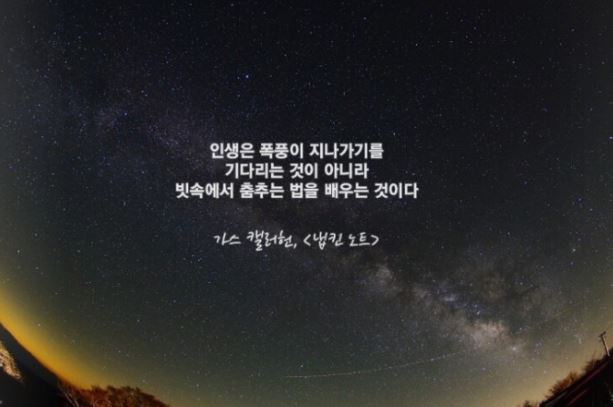 인생은 폭풍이 지나가기를
기다리는 것이 아니라
빗속에서 춤추는 법을 배우는 것이다
가스 캘러헌, <냅킨 노트>